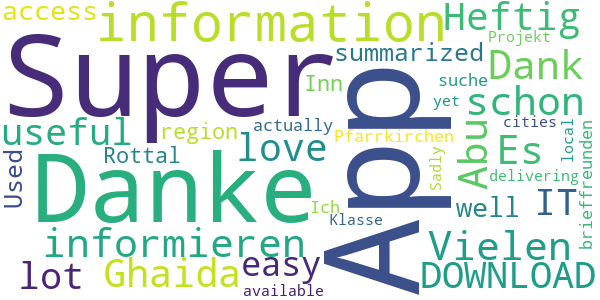 access
information
Heftig
Projekt
Super
summarized
Dank
Inn
App
suche
schon
yet
useful
region
actually
cities
love
Pfarrkirchen
Abu
Es
local
Rottal
Used
Danke
Sadly
delivering
brieffreunden
Ich
well
IT
Klasse
informieren
easy
Vielen
lot
Ghaida
available
DOWNLOAD